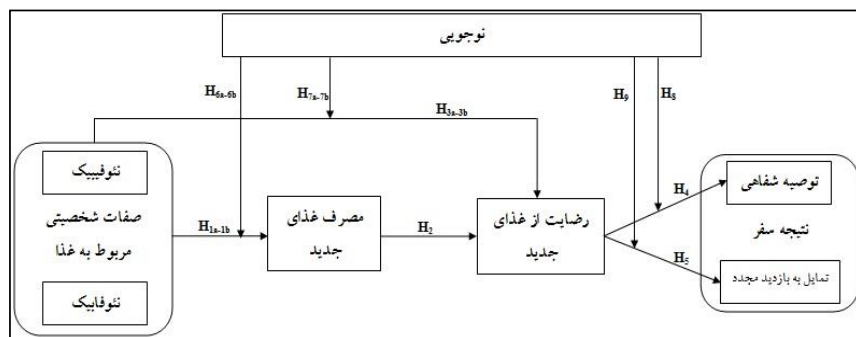 نوجویی
H6a-6b
H7a-7b
H9
H8
H3a-3b
نئوفیبیک
صفات شخصیتی
مربوط به غذا
نئوفابیک
H1a-1b
مصرف غذای
جدید
H2
رضایت از غذای
جدید
H4
H5
توصیه شفاهی
نتیجه سفر
تمایل به بازدید مجدد